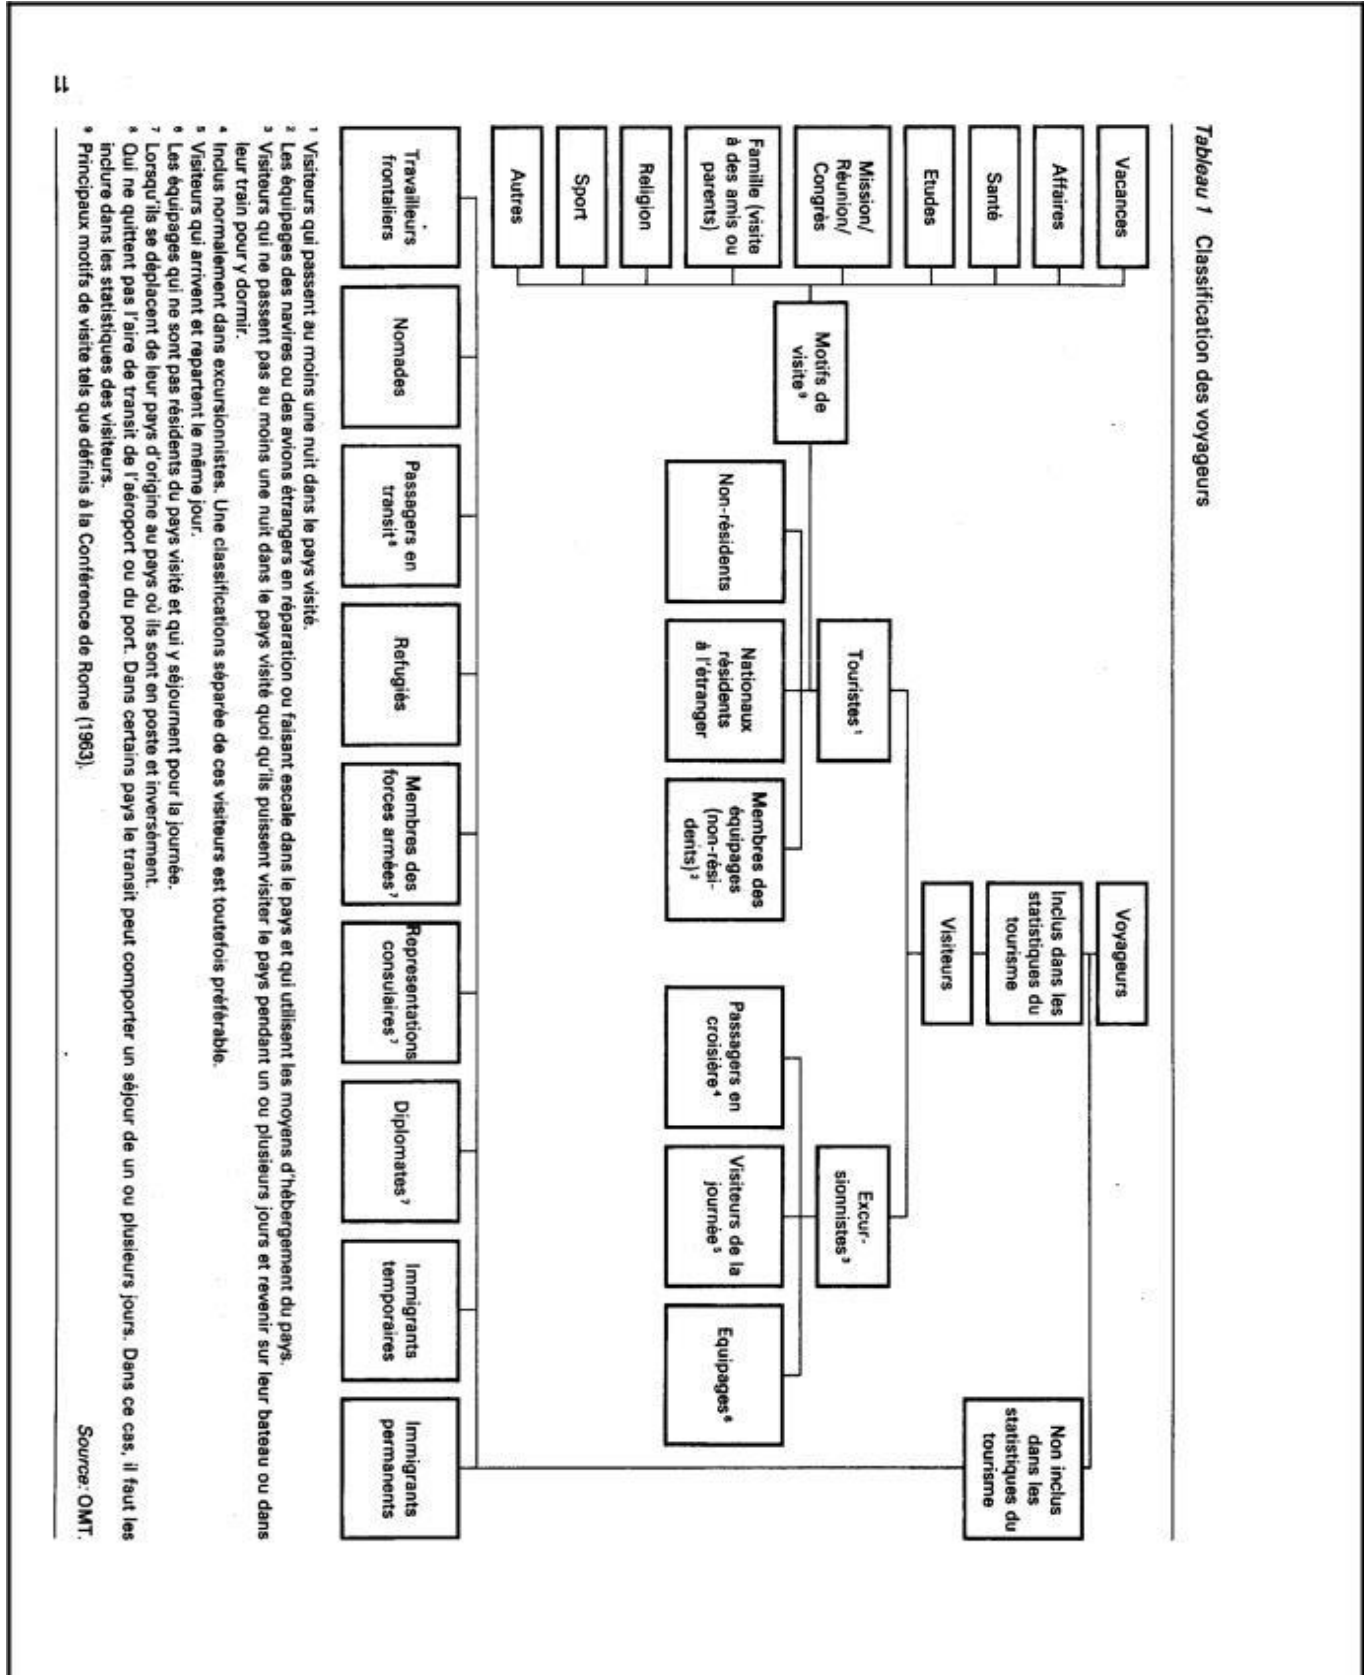 Tableau 1 Classification des voyageurs
Voyageurs
Inclus dans les
statistiques du
tourisme
Non inclus
dans les
statistiques du
tourisme
Visiteurs
Touristes¹
Excur-
sionnistes³
Vacances
Affaires
Santé
Etudes
Mission/
Réunion/
Congrès
Famille (visite
à des amis ou
parents)
Religion
Sport
Autres
Motifs de
visite⁹
Non-résidents
Nationaux
résidents
à l'étranger
Membres des
équipages
(non-rési-
dents)²
Passagers en
croisière⁴
Visiteurs de la
journée⁵
Equipages⁶
Travailleurs
frontaliers
Nomades
Passagers en
transit⁸
Refugiés
Membres des
forces armées⁷
Representations
consulaires⁷
Diplomates⁷
Immigrants
temporaires
Immigrants
permanents
¹ Visiteurs qui passent au moins une nuit dans le pays visité.
² Les équipages des navires ou des avions étrangers en réparation ou faisant escale dans le pays et qui utilisent les moyens d'hébergement du pays.
³ Visiteurs qui ne passent pas au moins une nuit dans le pays visité quoi qu'ils puissent visiter le pays pendant un ou plusieurs jours et revenir sur leur bateau ou dans
leur train pour y dormir.
⁴ Inclus normalement dans excursionnistes. Une classifications séparée de ces visiteurs est toutefois préférable.
⁵ Visiteurs qui arrivent et repartent le même jour.
⁶ Les équipages qui ne sont pas résidents du pays visité et qui y séjournent pour la journée.
⁷ Lorsqu'ils se déplacent de leur pays d'origine au pays où ils sont en poste et inversément.
⁸ Qui ne quittent pas l'aire de transit de l'aéroport ou du port. Dans certains pays le transit peut comporter un séjour de un ou plusieurs jours. Dans ce cas, il faut les
inclure dans les statistiques des visiteurs.
⁹ Principaux motifs de visite tels que définis à la Conférence de Rome (1963).
Source: OMT.
11